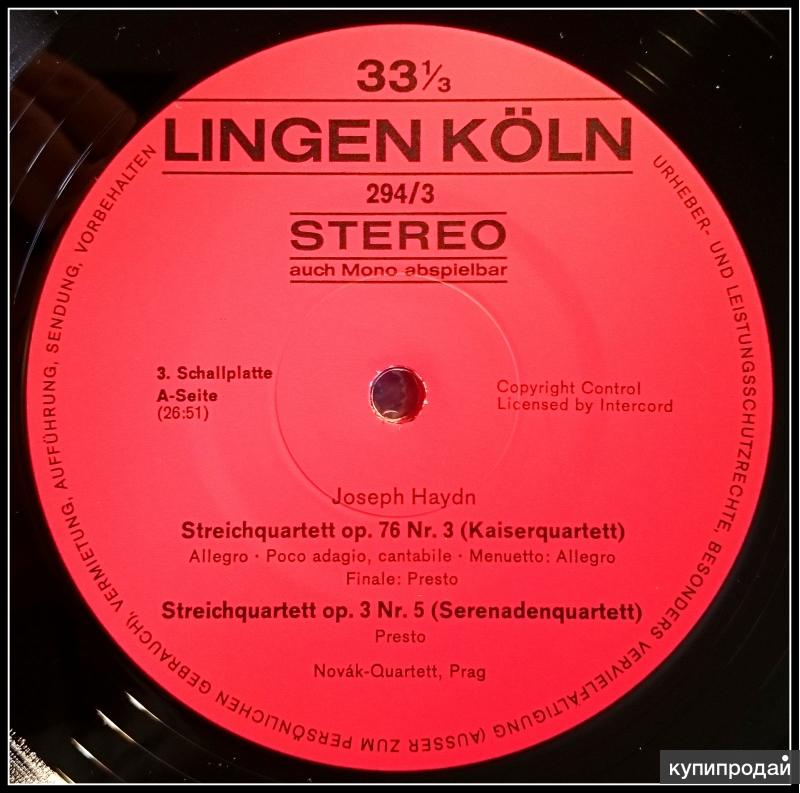 33⅓
LINGEN KÖLN
294/3
STEREO
auch Mono abspielbar
3. Schallplatte
A-Seite
(26:51)
Copyright Control
Licensed by Intercord
Joseph Haydn
Streichquartett op. 76 Nr. 3 (Kaiserquartett)
Allegro · Poco adagio, cantabile · Menuetto: Allegro
Finale: Presto
Streichquartett op. 3 Nr. 5 (Serenadenquartett)
Presto
Novák-Quartett, Prag
URHEBER- UND LEISTUNGSSCHUTZRECHTE, BESONDERS VERVIELFÄLTIGUNG (AUSSER ZUM PERSÖNLICHEN GEBRAUCH), VERMIETUNG, AUFFÜHRUNG, SENDUNG, VORBEHALTEN
купипродай